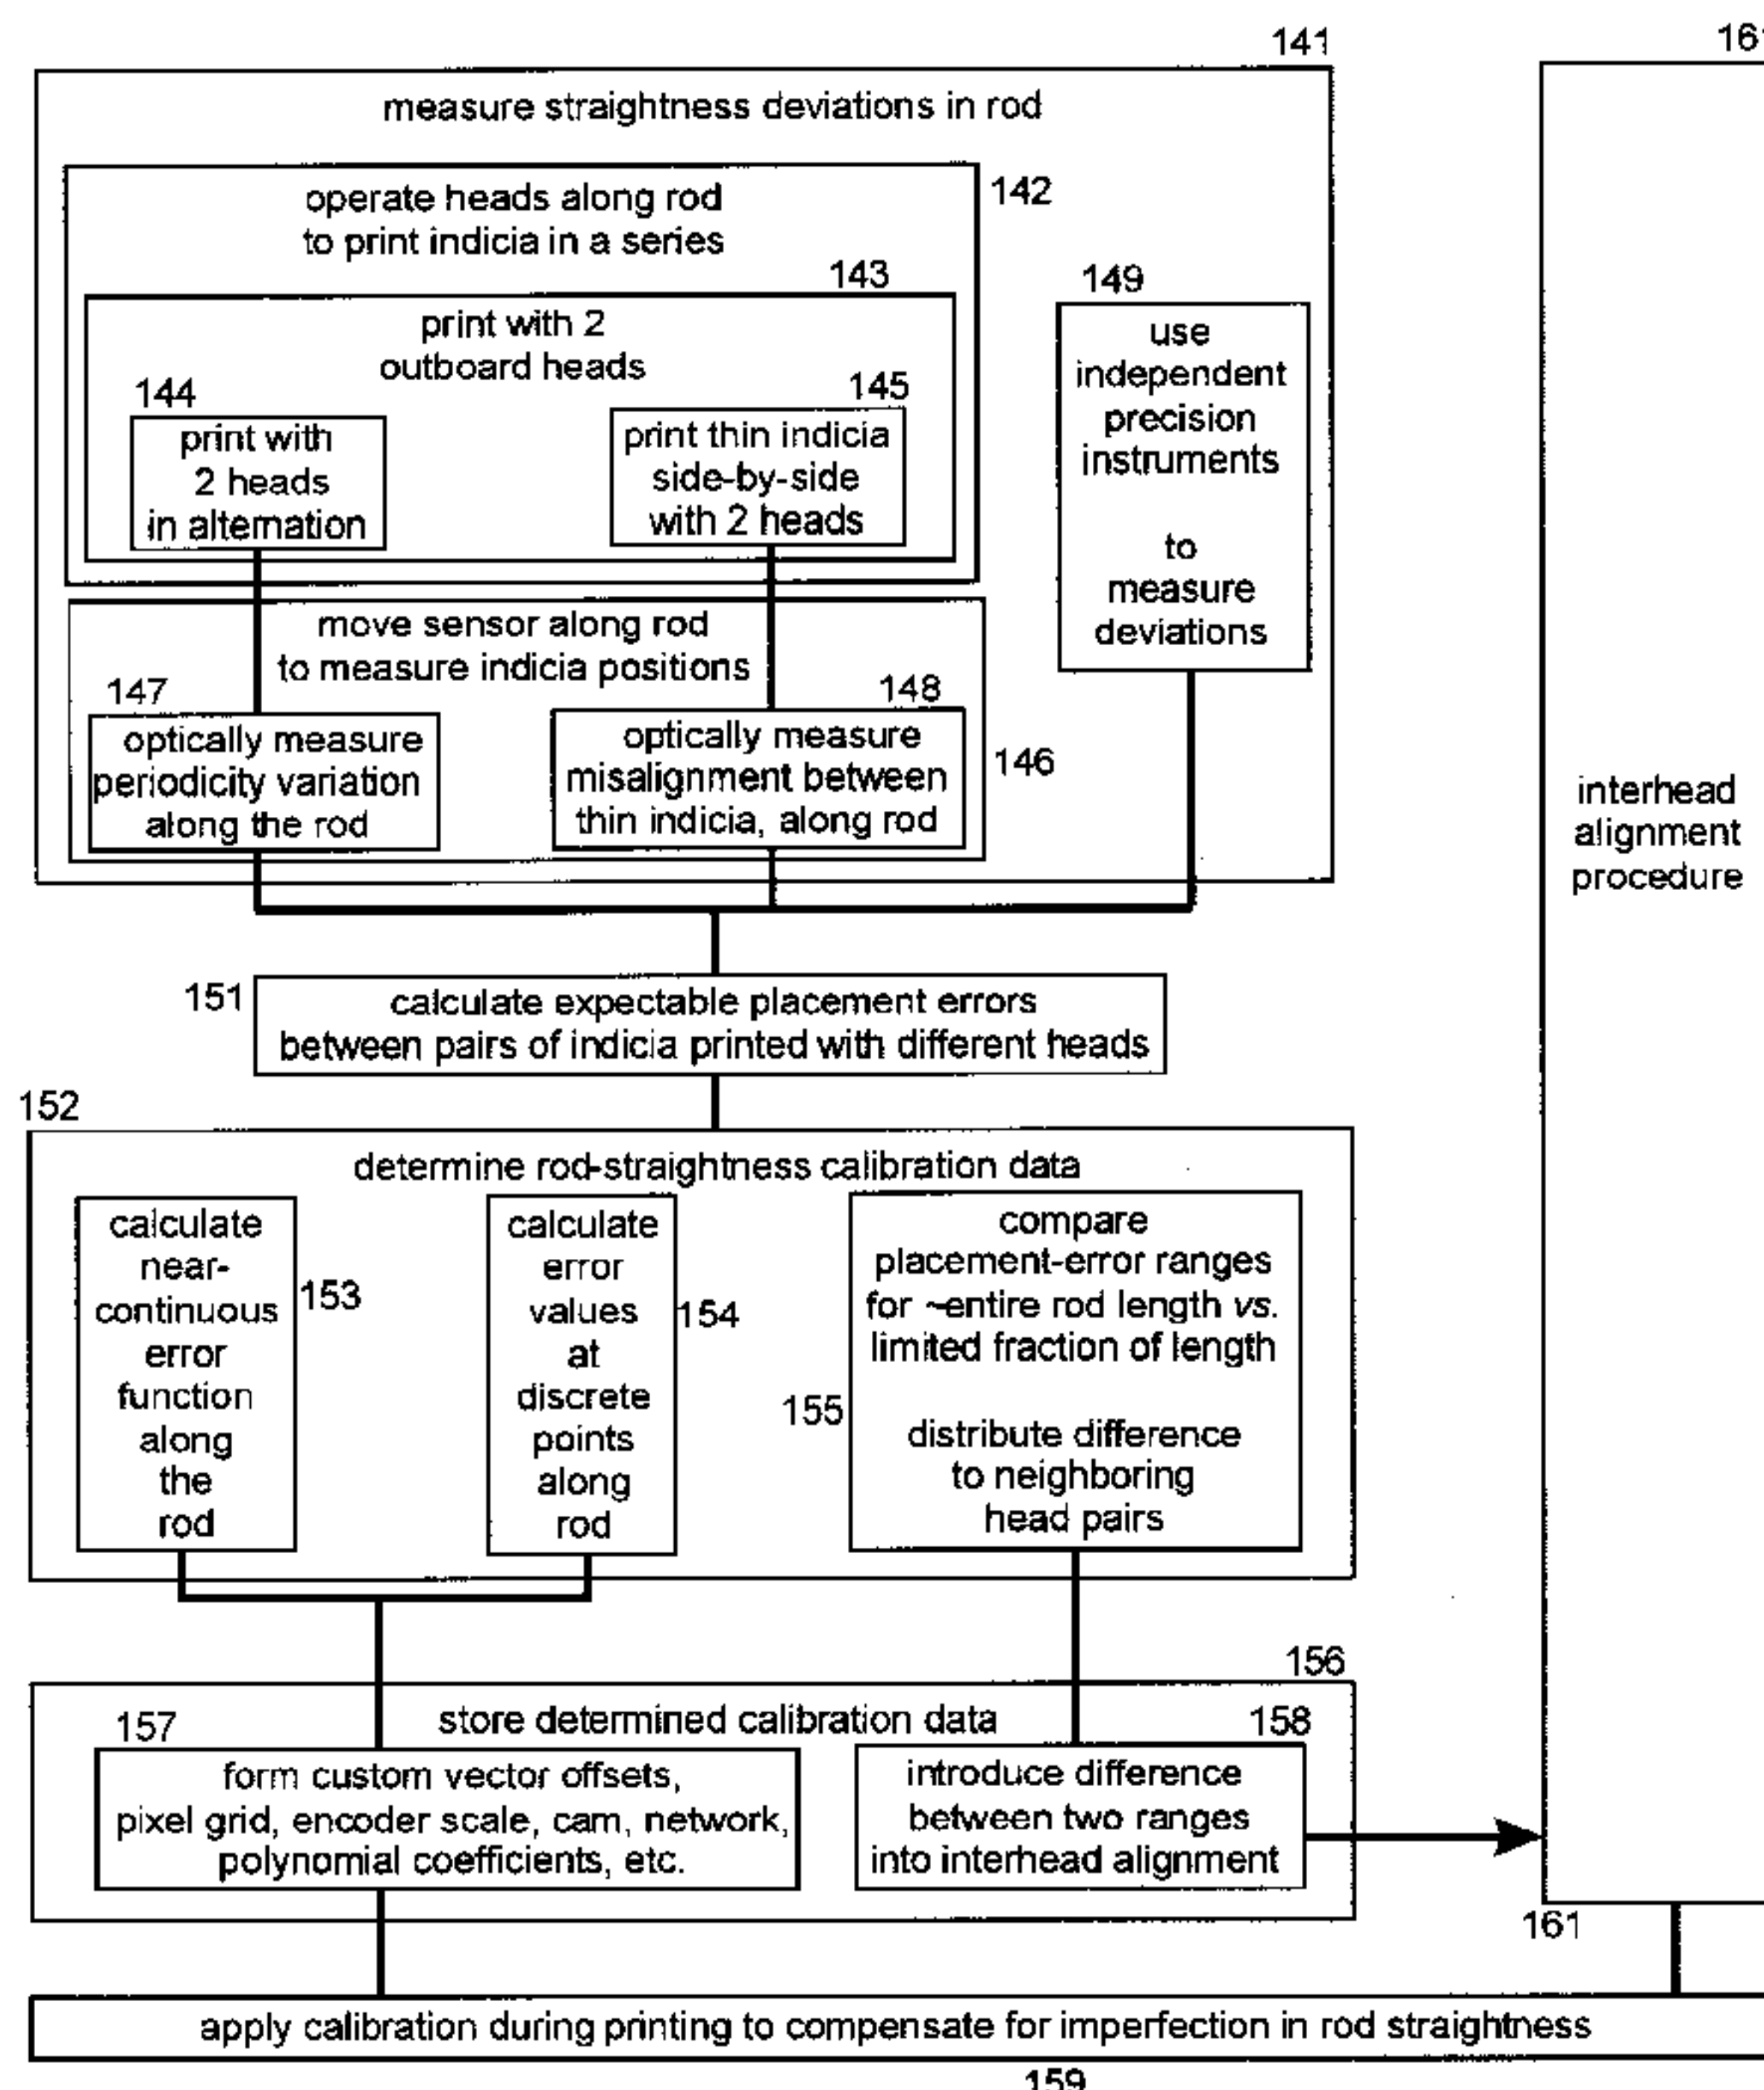 141
161
measure straightness deviations in rod
operate heads along rod
to print indicia in a series
142
143
print with 2
outboard heads
144
print with
2 heads
in alternation
145
print thin indicia
side-by-side
with 2 heads
149
use
independent
precision
instruments
to
measure
deviations
move sensor along rod
to measure indicia positions
147
optically measure
periodicity variation
along the rod
148
optically measure
misalignment between
thin indicia, along rod
146
interhead
alignment
procedure
151
calculate expectable placement errors
between pairs of indicia printed with different heads
152
determine rod-straightness calibration data
calculate
near-
continuous
error
function
along
the
rod
153
calculate
error
values
at
discrete
points
along
rod
154
compare
placement-error ranges
for ~entire rod length vs.
limited fraction of length
155
distribute difference
to neighboring
head pairs
156
store determined calibration data
157
form custom vector offsets,
pixel grid, encoder scale, cam, network,
polynomial coefficients, etc.
158
introduce difference
between two ranges
into interhead alignment
161
apply calibration during printing to compensate for imperfection in rod straightness
159